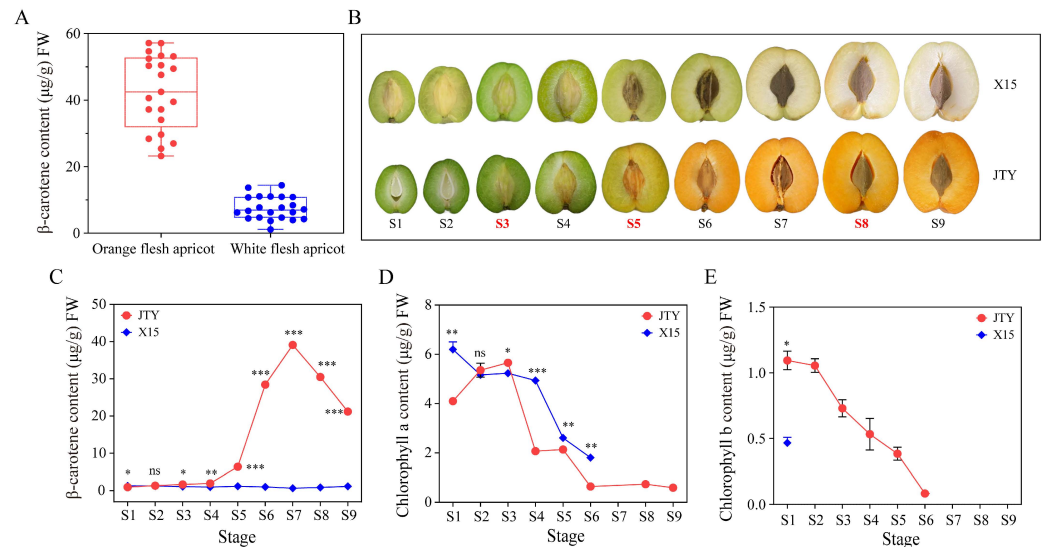 A
β-carotene content (μg/g) FW
60
40
20
0
Orange flesh apricot
White flesh apricot
B
X15
JTY
S1 S2 S3 S4 S5 S6 S7 S8 S9
C
β-carotene content (μg/g) FW
50
40
30
20
10
0
JTY
X15
* ns * ** *** *** *** *** ***
S1 S2 S3 S4 S5 S6 S7 S8 S9
Stage
D
Chlorophyll a content (μg/g) FW
8
6
4
2
0
JTY
X15
** ns * *** ** **
S1 S2 S3 S4 S5 S6 S7 S8 S9
Stage
E
Chlorophyll b content (μg/g) FW
1.5
1.0
0.5
0.0
JTY
X15
*
S1 S2 S3 S4 S5 S6 S7 S8 S9
Stage